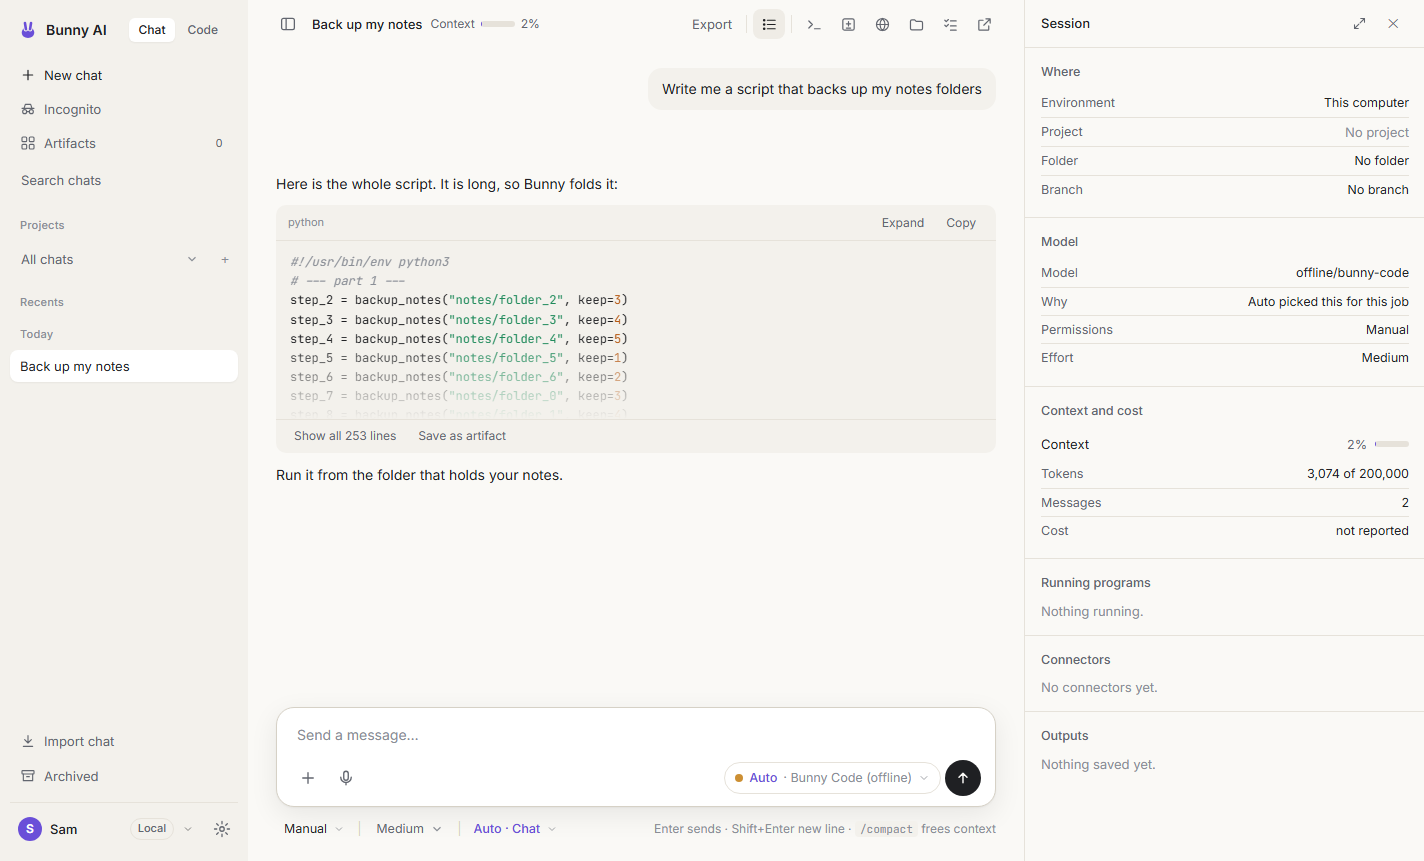 Bunny AI
Chat
Code
New chat
Incognito
Artifacts 0
Search chats
Projects
All chats +
Recents
Today
Back up my notes
Import chat
Archived
S Sam Local
Back up my notes Context 2% Export
Write me a script that backs up my notes folders
Here is the whole script. It is long, so Bunny folds it:
python Expand Copy
#!/usr/bin/env python3
# --- part 1 ---
step_2 = backup_notes("notes/folder_2", keep=3)
step_3 = backup_notes("notes/folder_3", keep=4)
step_4 = backup_notes("notes/folder_4", keep=5)
step_5 = backup_notes("notes/folder_5", keep=1)
step_6 = backup_notes("notes/folder_6", keep=2)
step_7 = backup_notes("notes/folder_0", keep=3)
step_8 = backup_notes("notes/folder_1", keep=4)
Show all 253 lines Save as artifact
Run it from the folder that holds your notes.
Send a message...
Auto · Bunny Code (offline)
Manual Medium Auto · Chat Enter sends · Shift+Enter new line · /compact frees context
Session
Where
Environment This computer
Project No project
Folder No folder
Branch No branch
Model
Model offline/bunny-code
Why Auto picked this for this job
Permissions Manual
Effort Medium
Context and cost
Context 2%
Tokens 3,074 of 200,000
Messages 2
Cost not reported
Running programs
Nothing running.
Connectors
No connectors yet.
Outputs
Nothing saved yet.